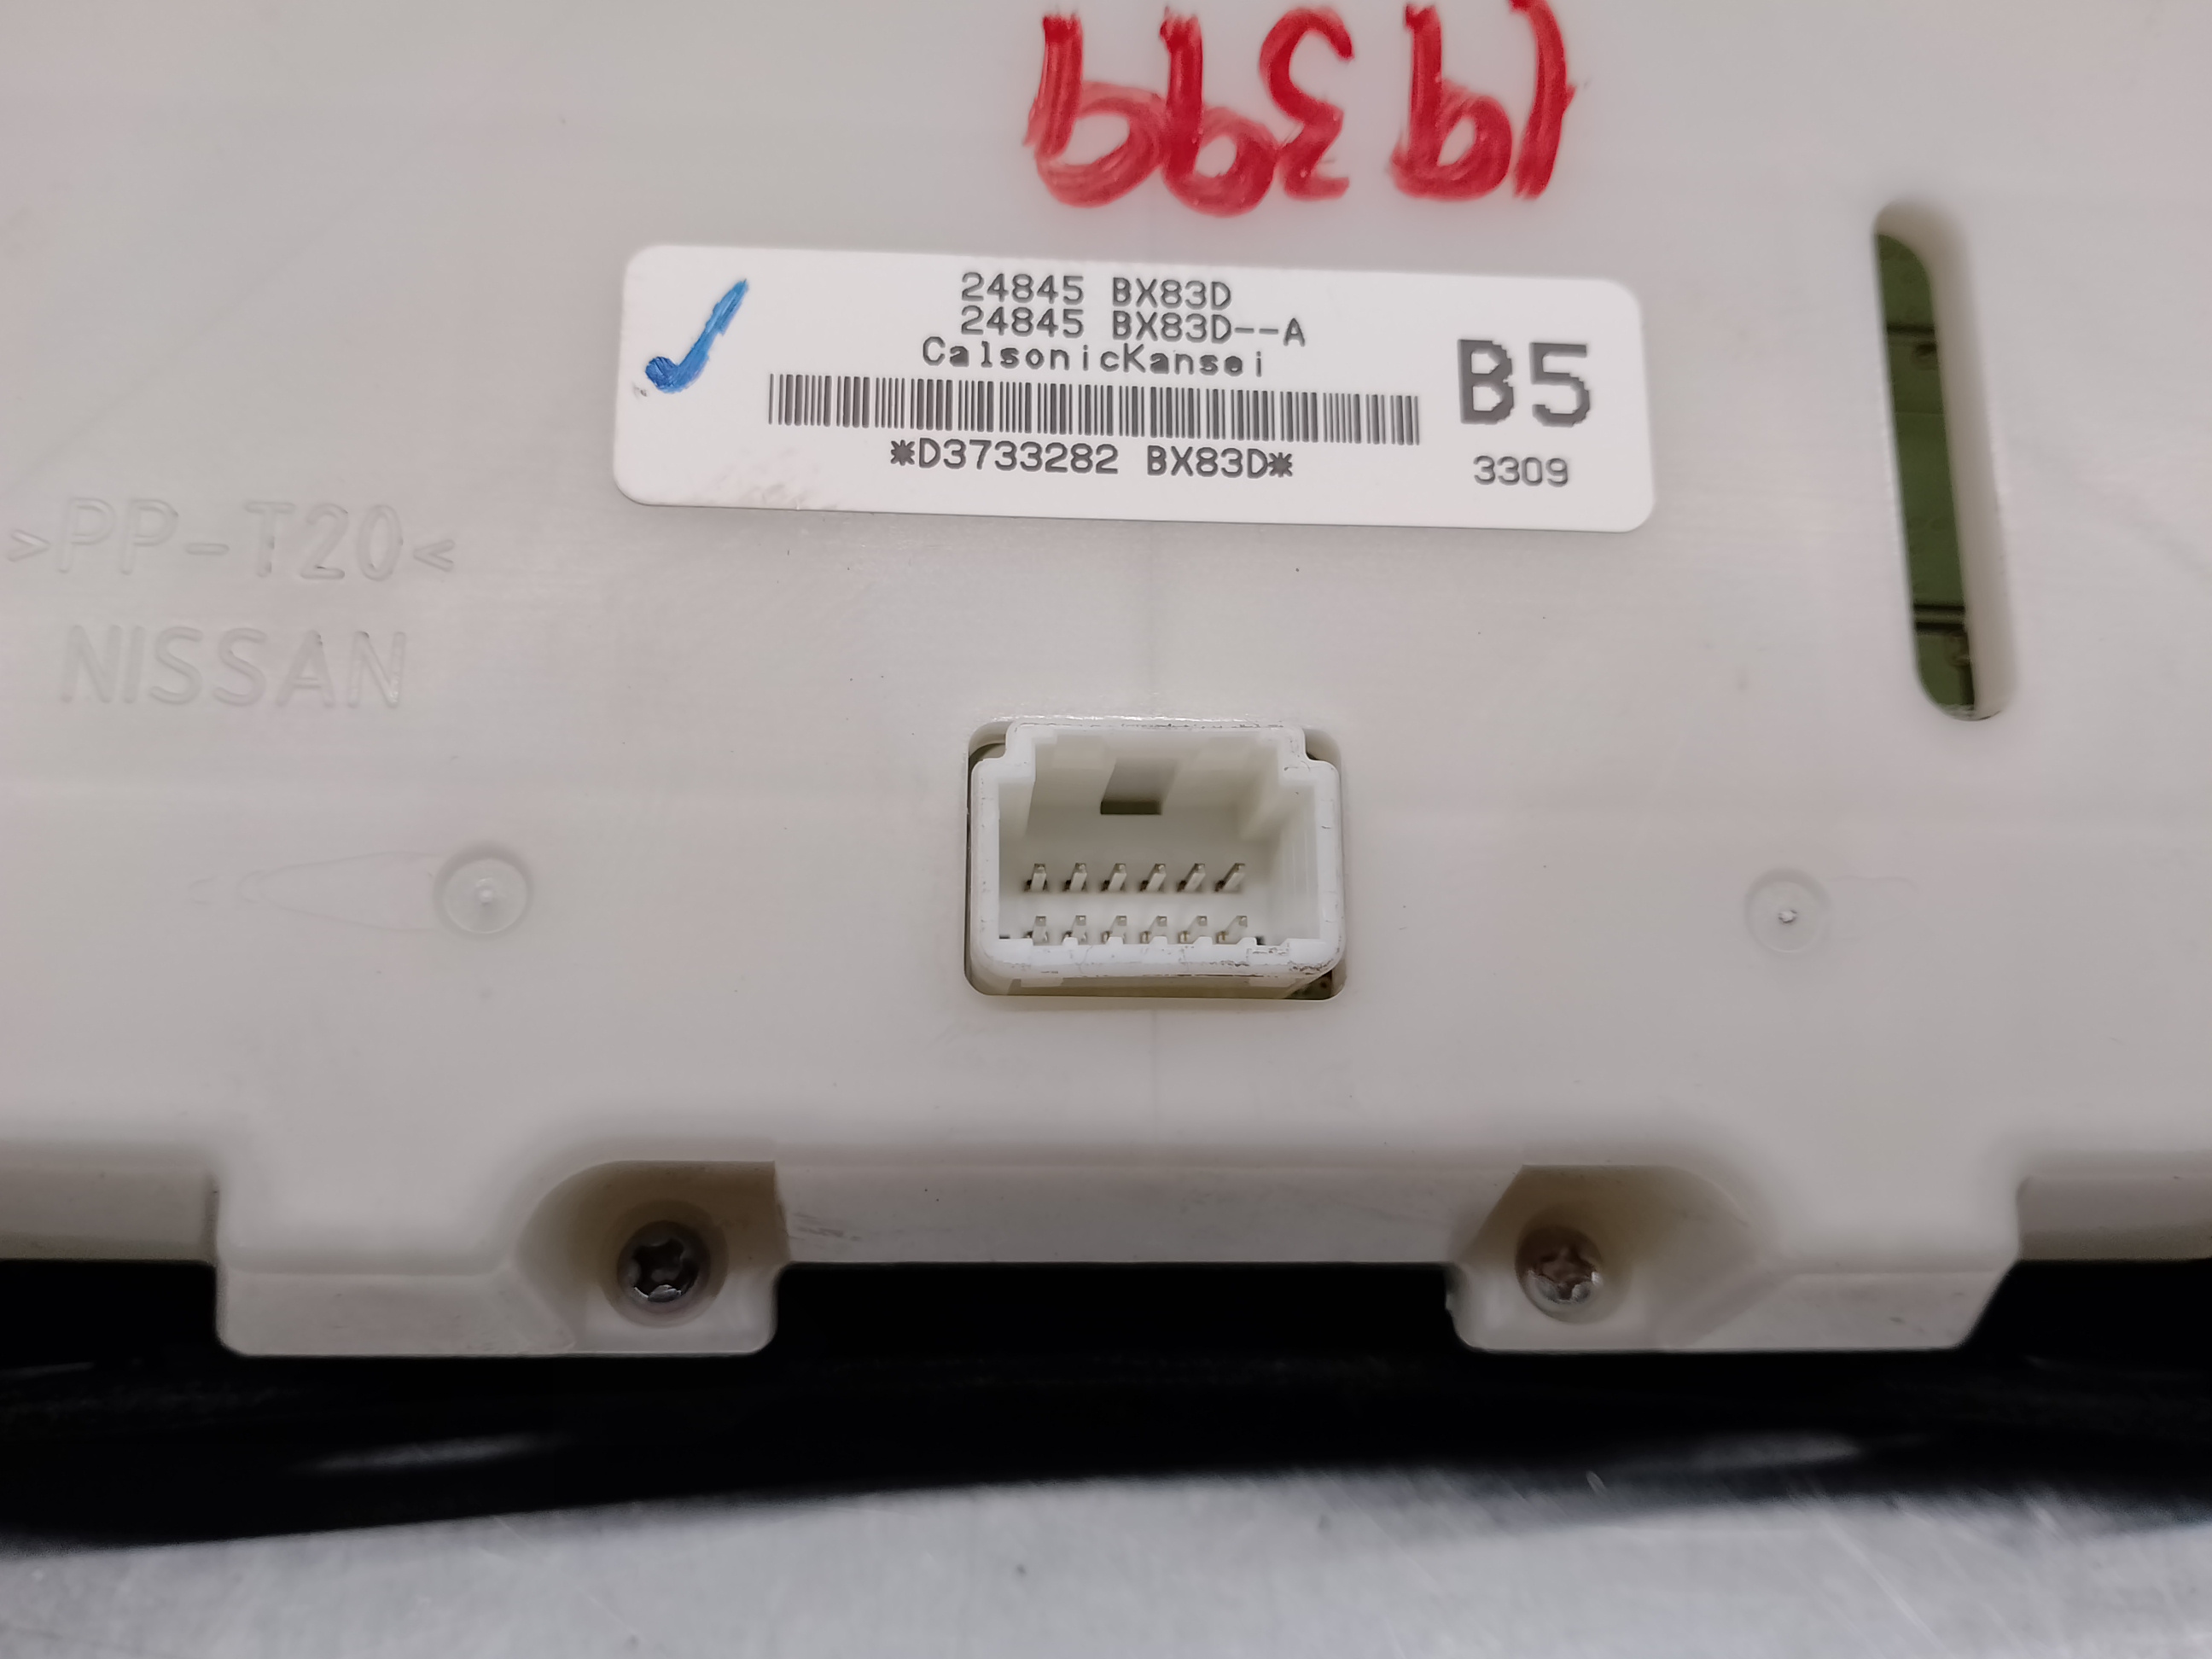 19399
24845 BX83D
24845 BX83D--A
CalsonicKansei
B5
*D3733282 BX83D*
3309
>PP-T20<
NISSAN